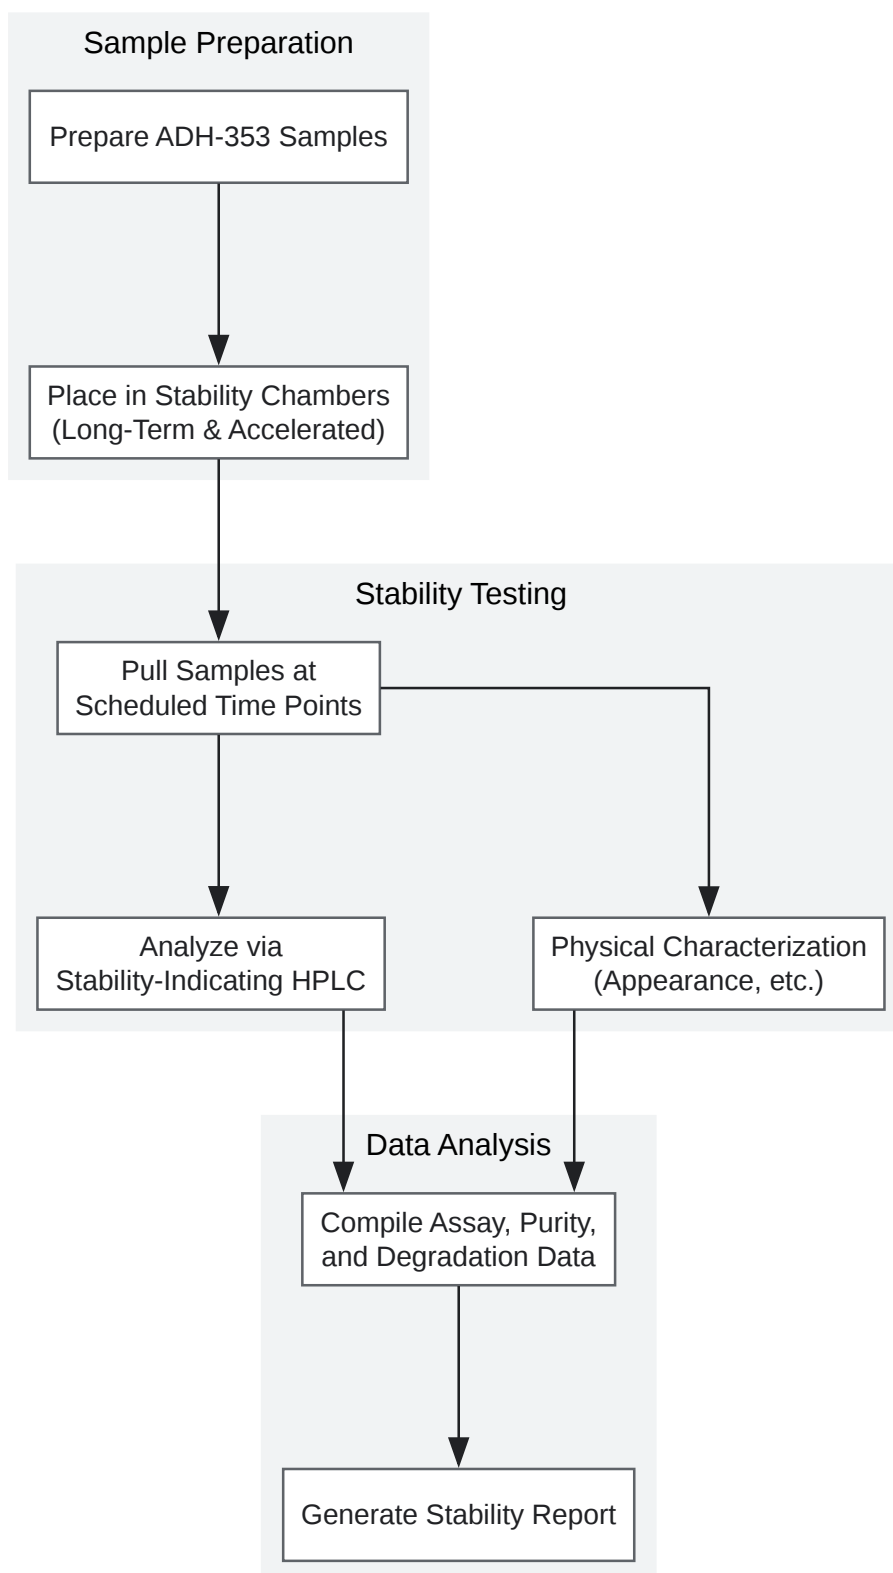 Sample Preparation
Prepare ADH-353 Samples
Place in Stability Chambers
(Long-Term & Accelerated)
Stability Testing
Pull Samples at
Scheduled Time Points
Analyze via
Stability-Indicating HPLC
Physical Characterization
(Appearance, etc.)
Data Analysis
Compile Assay, Purity,
and Degradation Data
Generate Stability Report